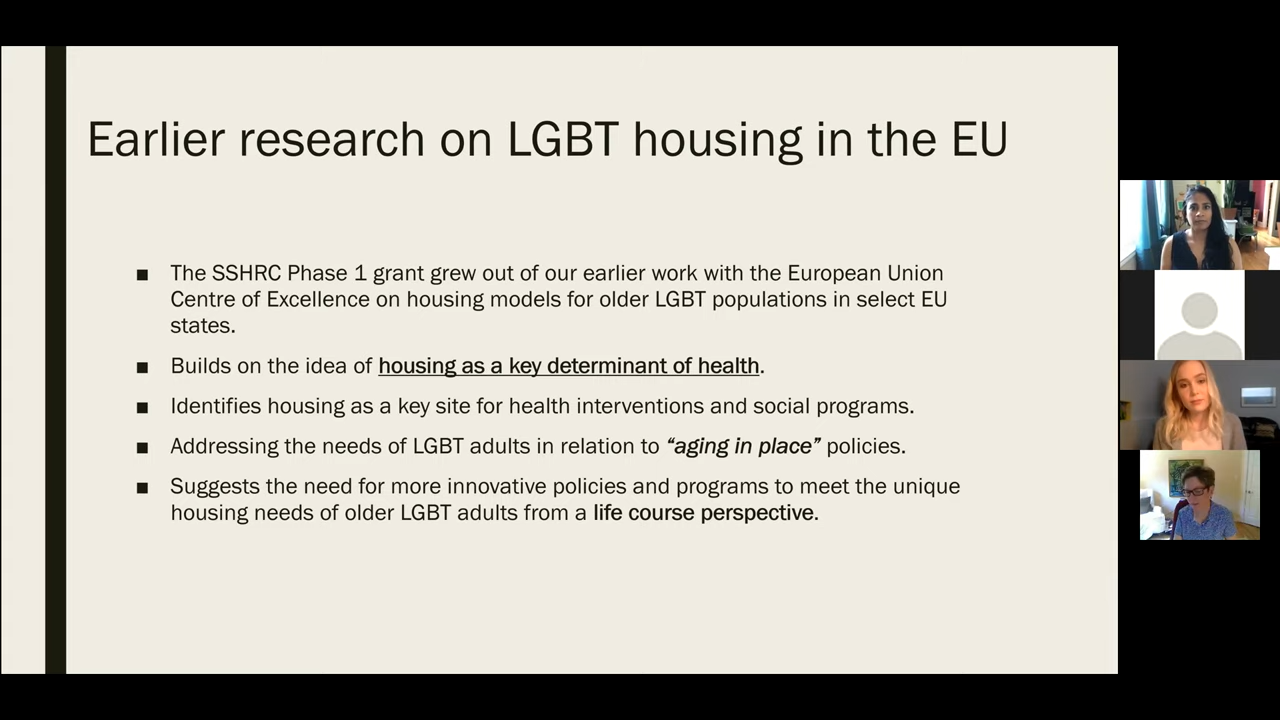 Earlier research on LGBT housing in the EU
■ The SSHRC Phase 1 grant grew out of our earlier work with the European Union
Centre of Excellence on housing models for older LGBT populations in select EU
states.
■ Builds on the idea of housing as a key determinant of health.
■ Identifies housing as a key site for health interventions and social programs.
■ Addressing the needs of LGBT adults in relation to “aging in place” policies.
■ Suggests the need for more innovative policies and programs to meet the unique
housing needs of older LGBT adults from a life course perspective.